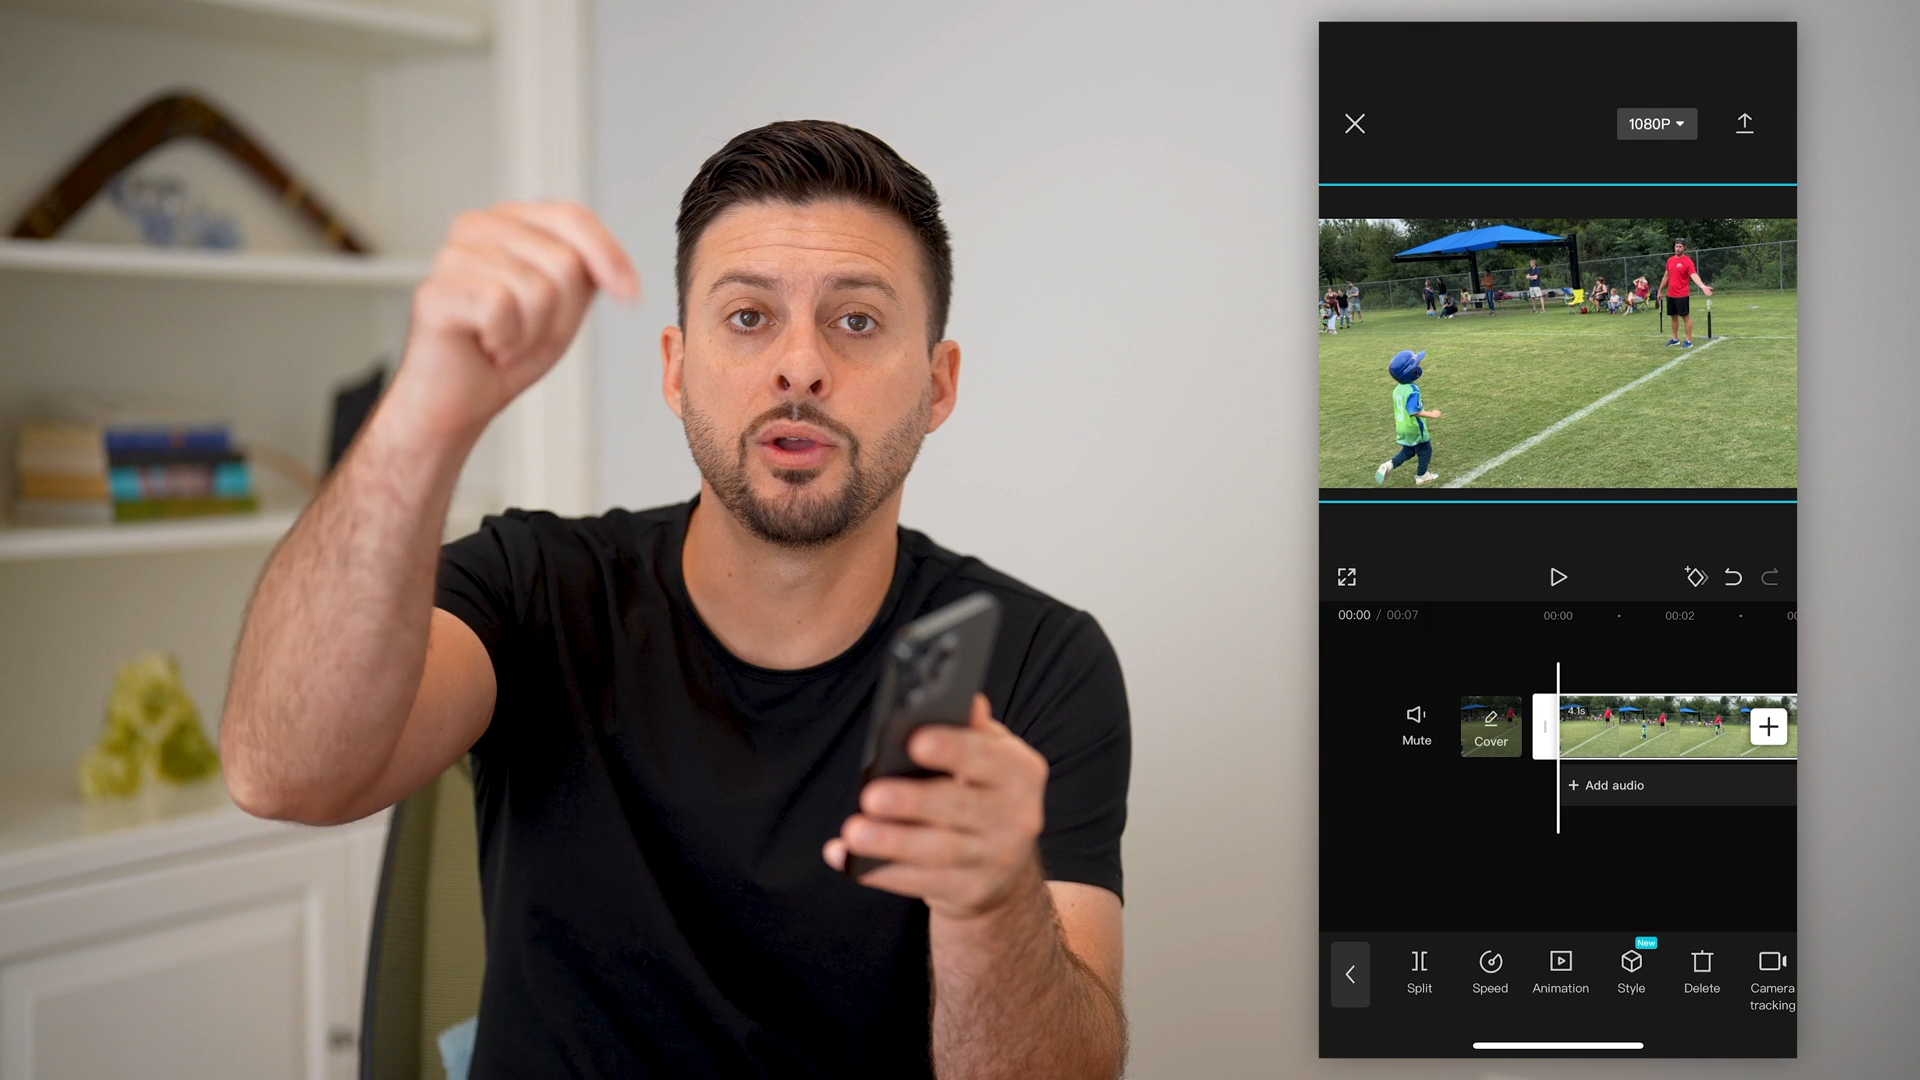 1080P
00:00 / 00:07
00:00
00:02
4.1s
Mute
Cover
+ Add audio
New
Split
Speed
Animation
Style
Delete
Camera
tracking